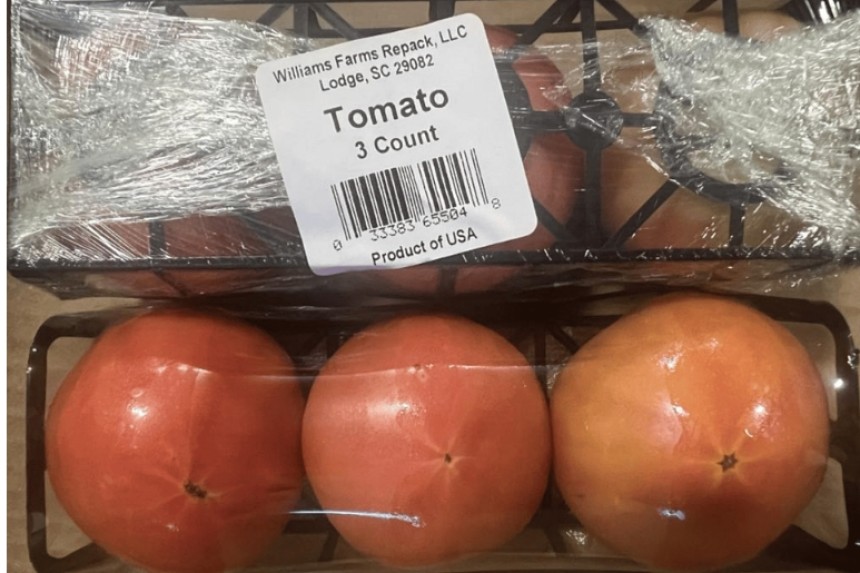 Williams Farms Repack, LLC
Lodge, SC 29082
Tomato
3 Count
0 33383 65504 8
Product of USA